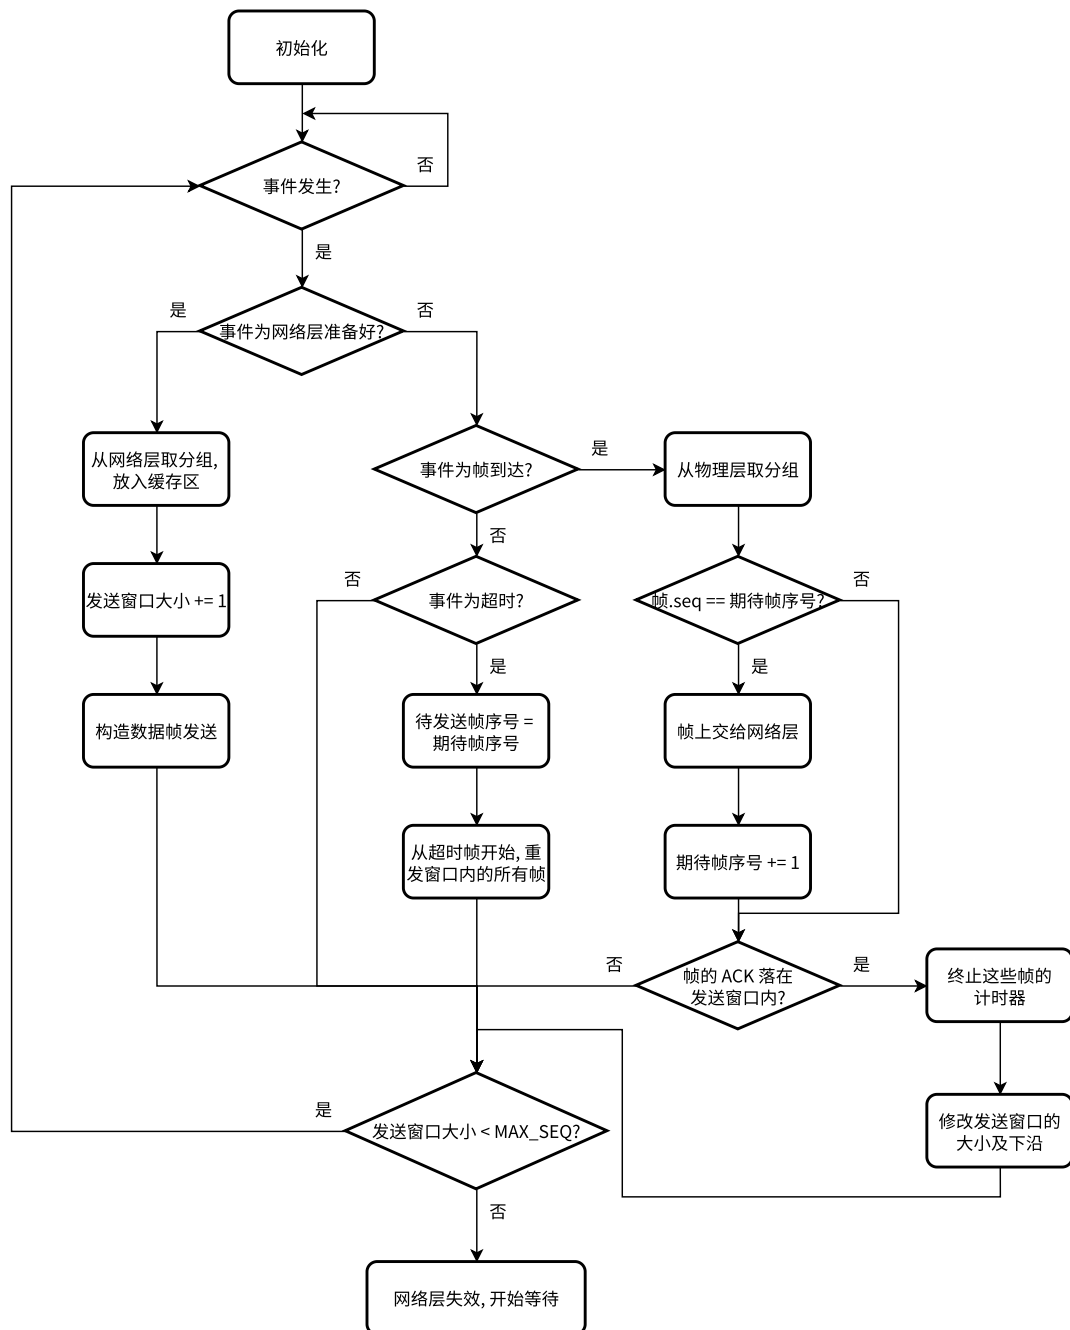 初始化
否
事件发生?
是
是
否
事件为网络层准备好?
从网络层取分组,
放入缓存区
事件为帧到达?
是
从物理层取分组
否
发送窗口大小 += 1
否
事件为超时?
帧.seq == 期待帧序号?
否
是
是
构造数据帧发送
待发送帧序号 =
期待帧序号
帧上交给网络层
从超时帧开始, 重
发窗口内的所有帧
期待帧序号 += 1
否
帧的 ACK 落在
发送窗口内?
是
终止这些帧的
计时器
是
发送窗口大小 < MAX_SEQ?
修改发送窗口的
大小及下沿
否
网络层失效, 开始等待